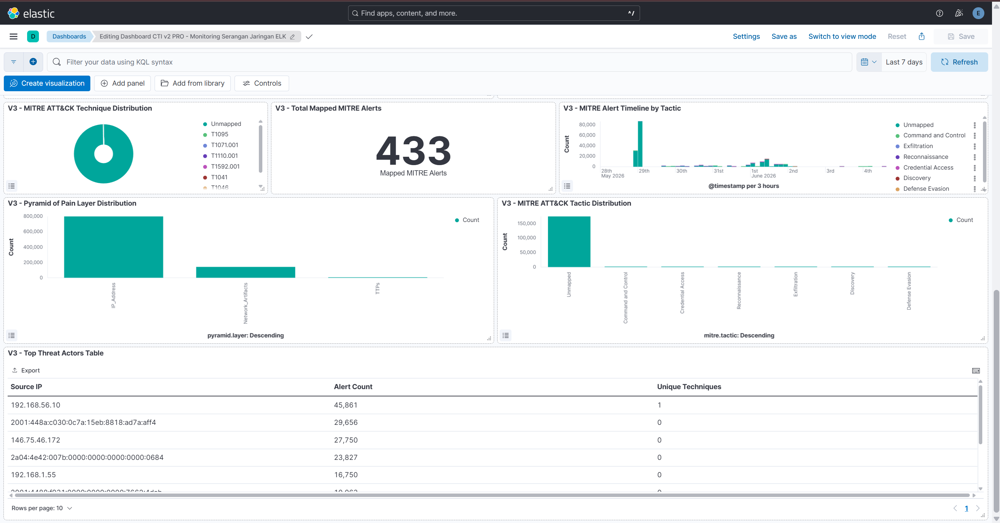 elastic
Find apps, content, and more.
^/
E
D
Dashboards
Editing Dashboard CTI v2 PRO - Monitoring Serangan Jaringan ELK
Settings
Save as
Switch to view mode
Reset
Save
Filter your data using KQL syntax
Last 7 days
Refresh
Create visualization
Add panel
Add from library
Controls
V3 - MITRE ATT&CK Technique Distribution
Unmapped
T1095
T1071.001
T1110.001
T1592.001
T1041
T1046
V3 - Total Mapped MITRE Alerts
433
Mapped MITRE Alerts
V3 - MITRE Alert Timeline by Tactic
Count
80,000
60,000
40,000
20,000
0
28th
May 2026
29th
30th
31st
1st
June 2026
2nd
3rd
4th
@timestamp per 3 hours
Unmapped
Command and Control
Exfiltration
Reconnaissance
Credential Access
Discovery
Defense Evasion
V3 - Pyramid of Pain Layer Distribution
Count
800,000
600,000
400,000
200,000
0
IP_Address
Network_Artifacts
TTPs
pyramid.layer: Descending
Count
V3 - MITRE ATT&CK Tactic Distribution
Count
150,000
100,000
50,000
0
Unmapped
Command and Control
Credential Access
Reconnaissance
Exfiltration
Discovery
Defense Evasion
mitre.tactic: Descending
Count
V3 - Top Threat Actors Table
Export
Source IP Alert Count Unique Techniques
192.168.56.10 45,861 1
2001:448a:c030:0c7a:15eb:8818:ad7a:aff4 29,656 0
146.75.46.172 27,750 0
2a04:4e42:007b:0000:0000:0000:0000:0684 23,827 0
192.168.1.55 16,750 0
Rows per page: 10
1